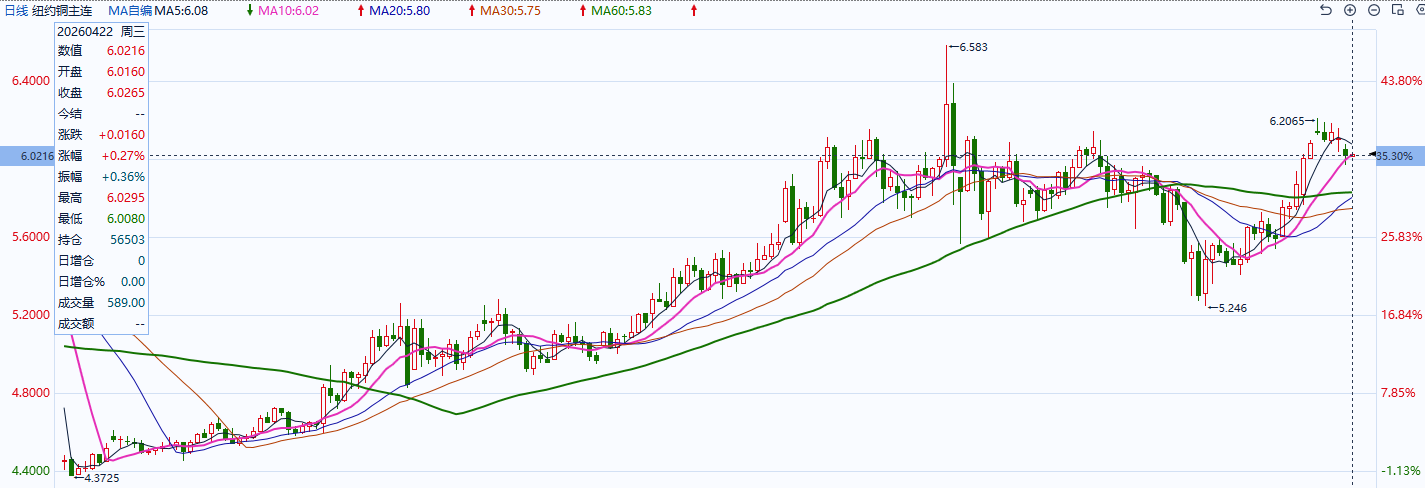 日线 纽约铜主连 MA自编 MA5:6.08 MA10:6.02 MA20:5.80 MA30:5.75 MA60:5.83
20260422 周三
数值 6.0216
开盘 6.0160
收盘 6.0265
今结 --
涨跌 +0.0160
涨幅 +0.27%
振幅 +0.36%
最高 6.0295
最低 6.0080
持仓 56503
日增仓 0
日增仓% 0.00
成交量 589.00
成交额 --
6.4000
6.0216
5.6000
5.2000
4.8000
4.4000
6.583
6.2065
5.246
4.3725
43.80%
35.30%
25.83%
16.84%
7.85%
-1.13%